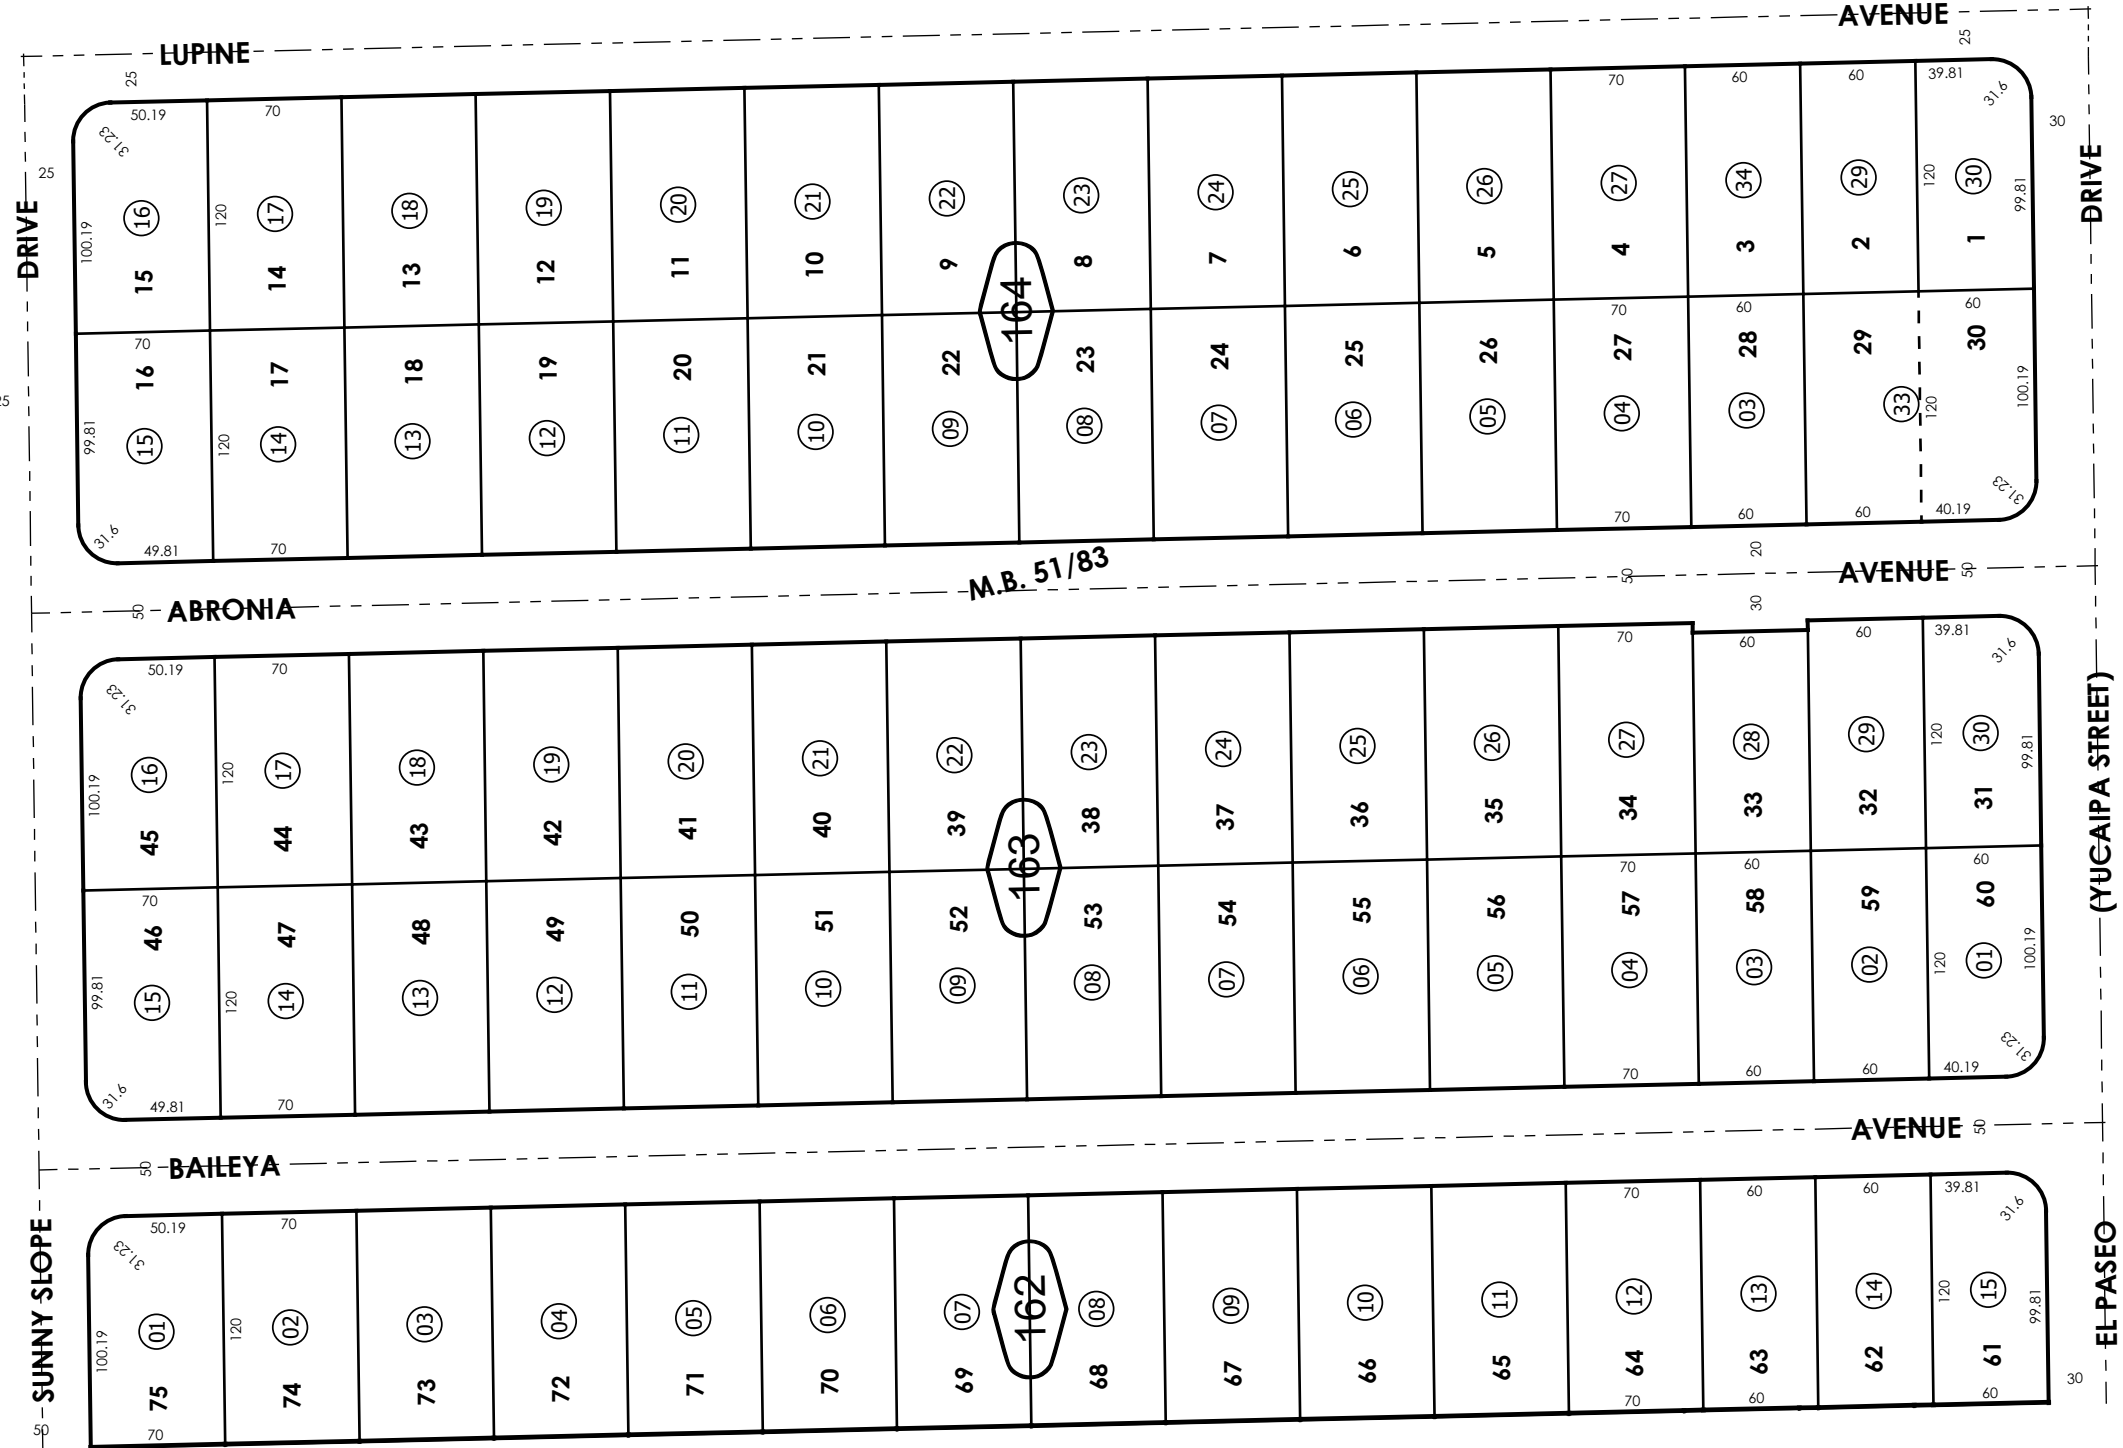 LUPINE AVENUE
25 25
50.19 70 70 60 60 39.81
31.23 31.6
25 30
DRIVE DRIVE
100.19 120 120 99.81
16 17 18 19 20 21 22 23 24 25 26 27 34 29 30
15 14 13 12 11 10 9 8 7 6 5 4 3 2 1
164
70 70 60 60
16 17 18 19 20 21 22 23 24 25 26 27 28 29 30
15 14 13 12 11 10 09 08 07 06 05 04 03 33
99.81 120 120 100.19
25
31.6 31.23
49.81 70 70 60 60 40.19
M.B. 51/83
20
50 ABRONIA 50 AVENUE 50
30
50.19 70 70 60 60 39.81
31.23 31.6
100.19 120 120 99.81
16 17 18 19 20 21 22 23 24 25 26 27 28 29 30
45 44 43 42 41 40 39 38 37 36 35 34 33 32 31
163
(YUCAIPA STREET)
70 70 60 60
46 47 48 49 50 51 52 53 54 55 56 57 58 59 60
15 14 13 12 11 10 09 08 07 06 05 04 03 02 01
99.81 120 120 100.19
31.6 31.23
49.81 70 70 60 60 40.19
50 BAILEYA AVENUE 50
50.19 70 70 60 60 39.81
31.23 31.6
SUNNY SLOPE EL PASEO
100.19 120 120 99.81
01 02 03 04 05 06 07 08 09 10 11 12 13 14 15
162
75 74 73 72 71 70 69 68 67 66 65 64 63 62 61
50 70 70 60 60 30